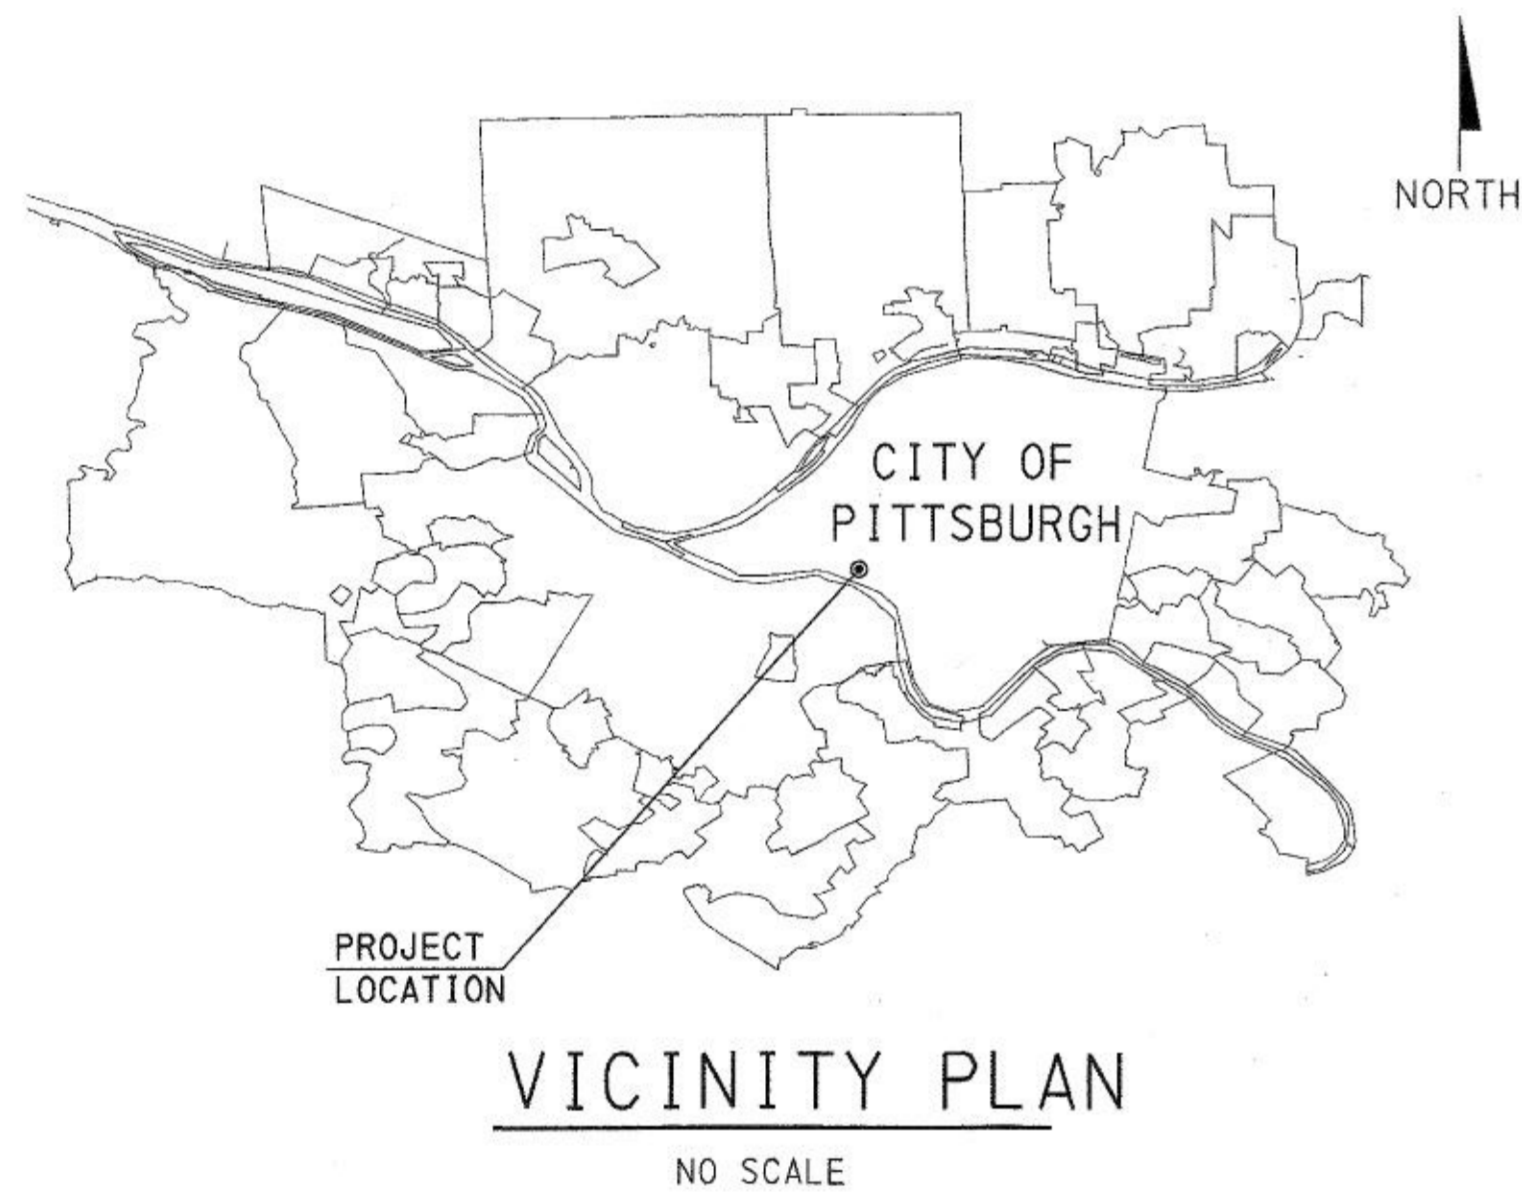 NORTH
CITY OF
PITTSBURGH
PROJECT
LOCATION
VICINITY PLAN
NO SCALE